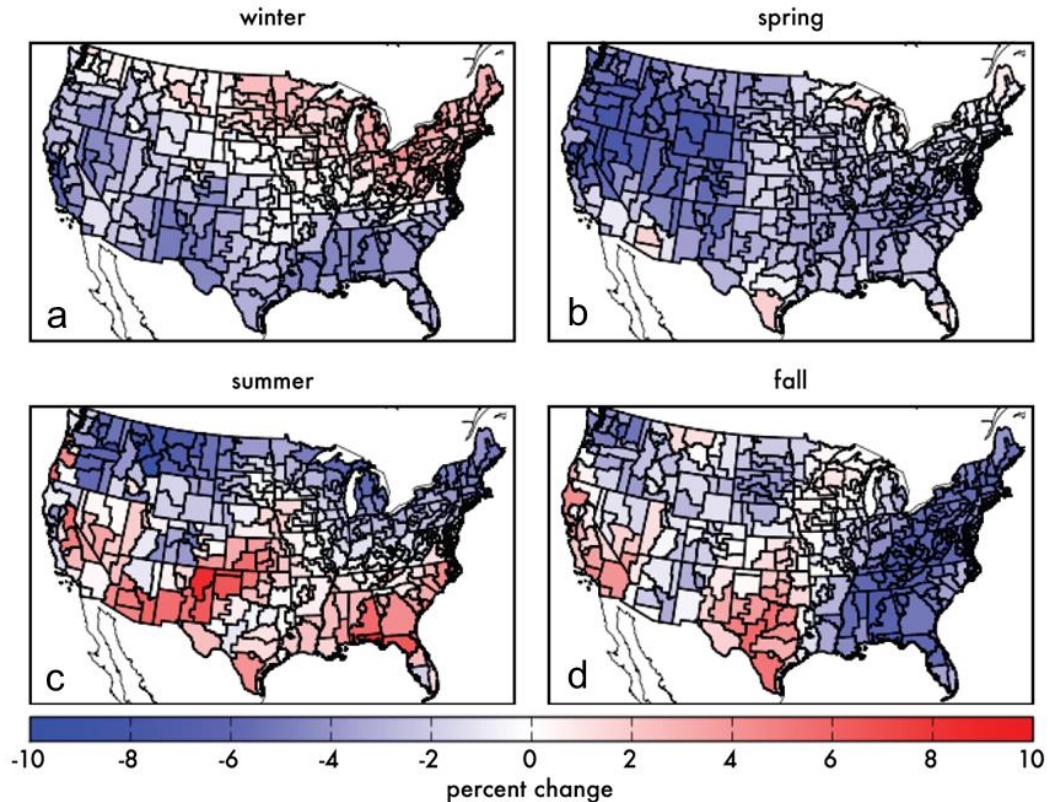 winter
spring
a
b
summer
fall
c
d
-10 -8 -6 -4 -2 0 2 4 6 8 10
percent change